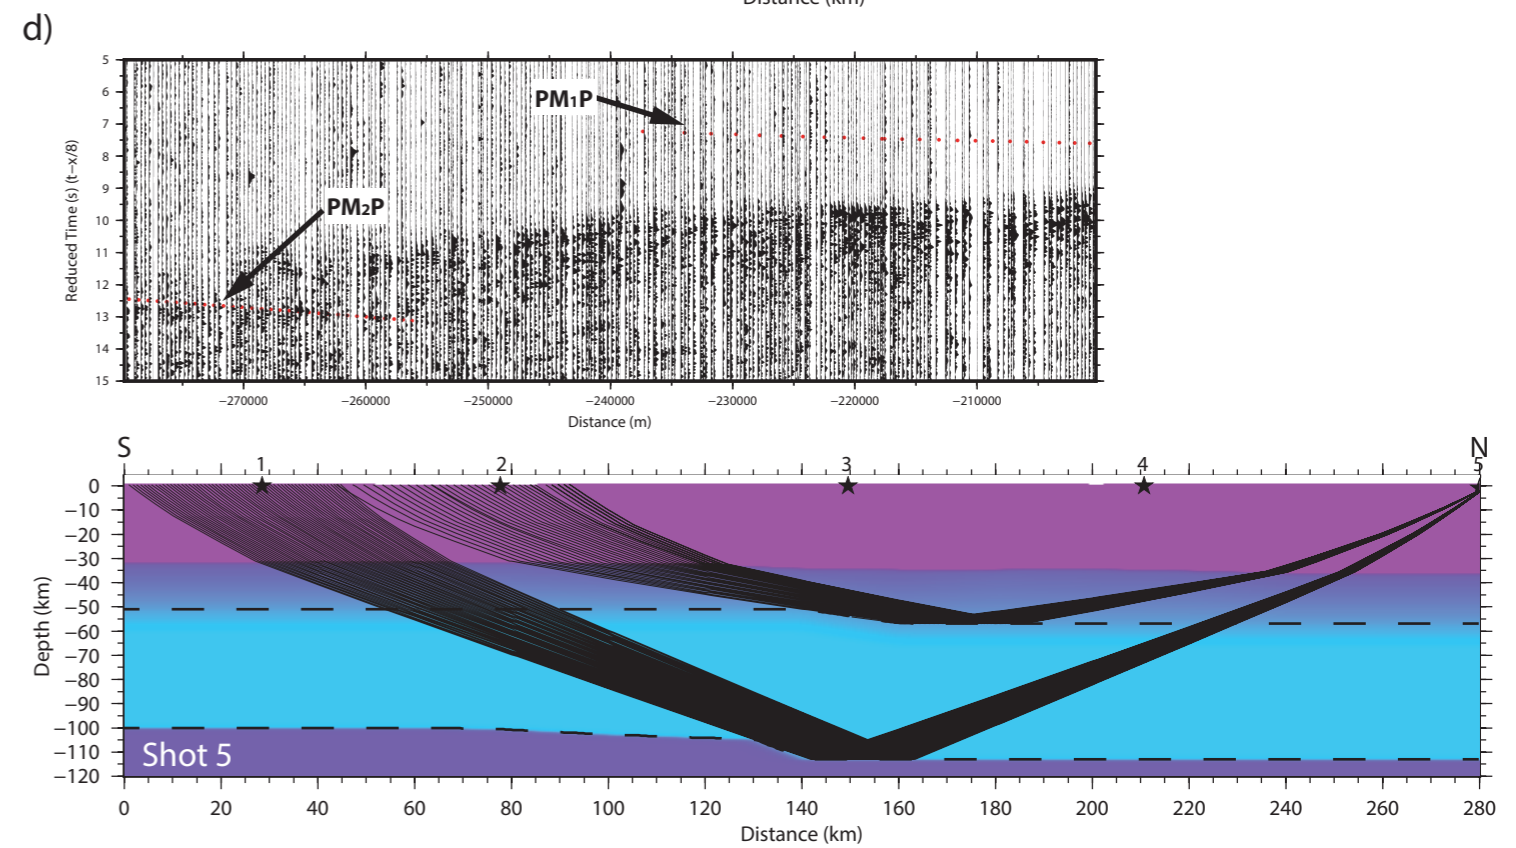 Distance (km)
d)
PM₁P
PM₂P
Reduced Time (s) (t−x/8)
5
6
7
8
9
10
11
12
13
14
15
−270000 −260000 −250000 −240000 −230000 −220000 −210000
Distance (m)
S N
1 2 3 4 5
Depth (km)
0
−10
−20
−30
−40
−50
−60
−70
−80
−90
−100
−110
−120
Shot 5
0 20 40 60 80 100 120 140 160 180 200 220 240 260 280
Distance (km)